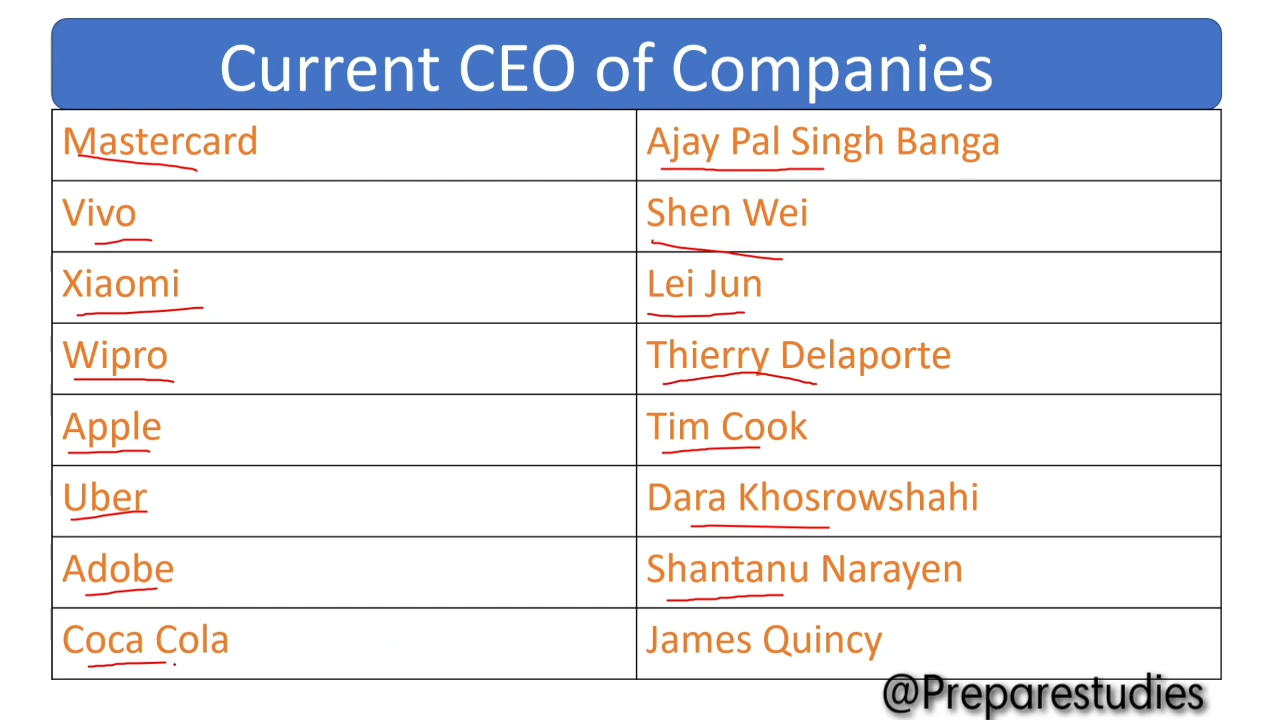 Current CEO of Companies
Mastercard Ajay Pal Singh Banga
Vivo Shen Wei
Xiaomi Lei Jun
Wipro Thierry Delaporte
Apple Tim Cook
Uber Dara Khosrowshahi
Adobe Shantanu Narayen
Coca Cola James Quincy
@Preparestudies